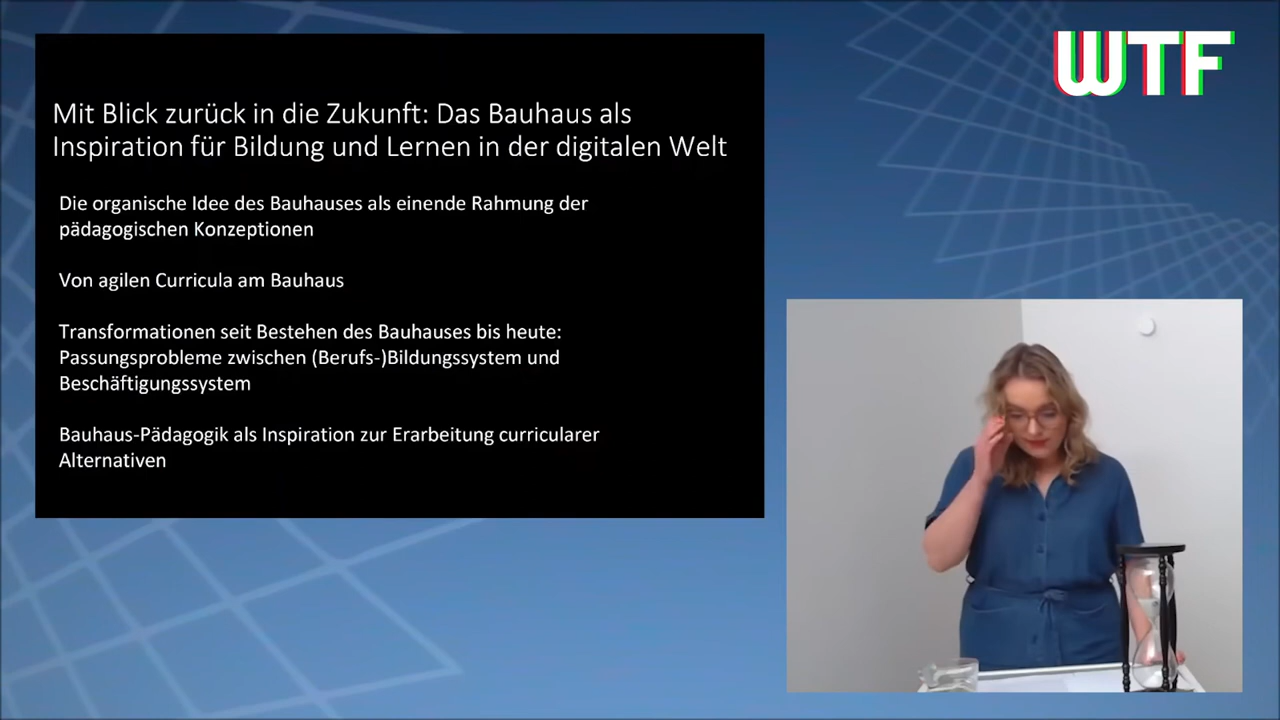 WTF
Mit Blick zurück in die Zukunft: Das Bauhaus als
Inspiration für Bildung und Lernen in der digitalen Welt
Die organische Idee des Bauhauses als einende Rahmung der
pädagogischen Konzeptionen
Von agilen Curricula am Bauhaus
Transformationen seit Bestehen des Bauhauses bis heute:
Passungsprobleme zwischen (Berufs-)Bildungssystem und
Beschäftigungssystem
Bauhaus-Pädagogik als Inspiration zur Erarbeitung curricularer
Alternativen